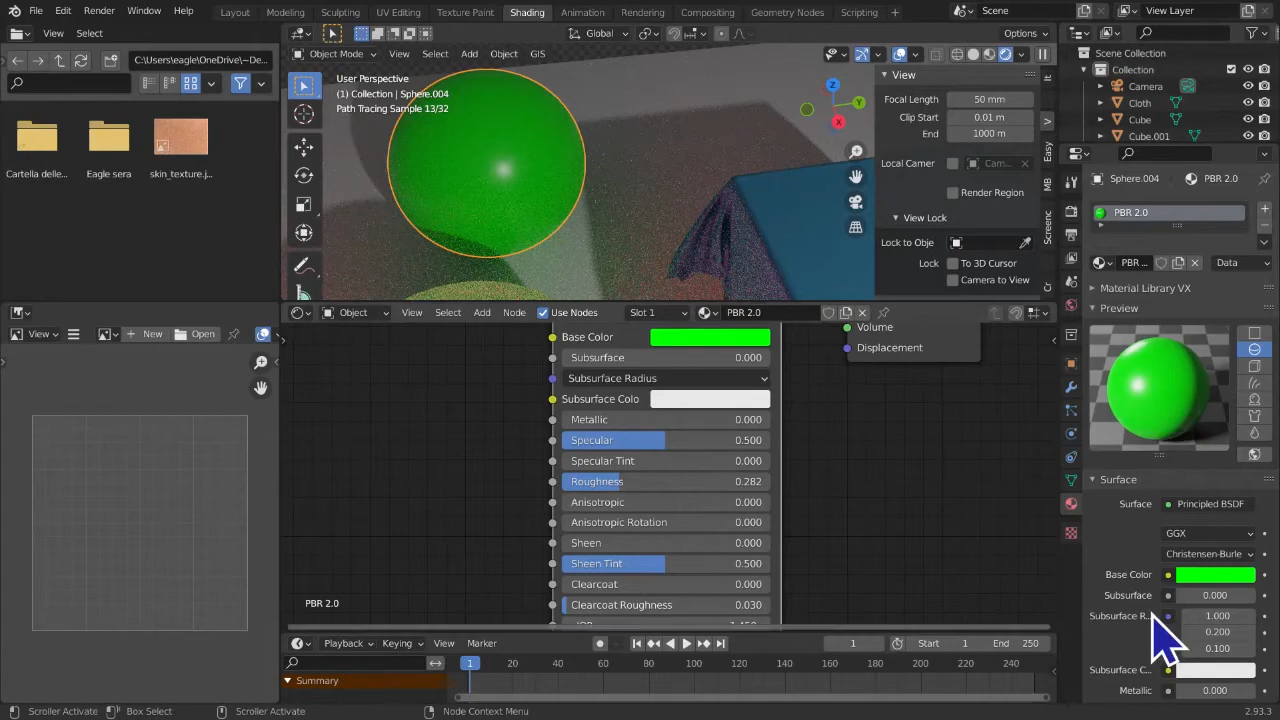 File Edit Render Window Help Layout Modeling Sculpting UV Editing Texture Paint Shading Animation Rendering Compositing Geometry Nodes Scripting + Scene View Layer
View Select
Global
Options
C:\Users\eagle\OneDrive\~De...
Object Mode View Select Add Object GIS
Cartella delle... Eagle sera skin_texture.j...
User Perspective
(1) Collection | Sphere.004
Path Tracing Sample 13/32
X
Y
Z
View
Focal Length 50 mm
Clip Start 0.01 m
End 1000 m
Local Camer Cam...
Render Region
View Lock
Lock to Obje
Lock To 3D Cursor
Camera to View
It
V
Easy
MB
Screenc
Cr
Scene Collection
Collection
Camera
Cloth
Cube
Cube.001
Sphere.004 PBR 2.0
PBR 2.0
PBR ... Data
Material Library VX
Preview
Surface
Surface Principled BSDF
GGX
Christensen-Burle
Base Color
Subsurface 0.000
Subsurface R... 1.000
0.200
0.100
Subsurface C...
Metallic 0.000
View New Open
Object View Select Add Node Use Nodes Slot 1 PBR 2.0
Base Color
Subsurface 0.000
Subsurface Radius
Subsurface Colo
Metallic 0.000
Specular 0.500
Specular Tint 0.000
Roughness 0.282
Anisotropic 0.000
Anisotropic Rotation 0.000
Sheen 0.000
Sheen Tint 0.500
Clearcoat 0.000
Clearcoat Roughness 0.030
Volume
Displacement
PBR 2.0
Playback Keying View Marker 1 Start 1 End 250
1 20 40 60 80 100 120 140 160 180 200 220 240
Summary
Scroller Activate Box Select Scroller Activate Node Context Menu 2.93.3